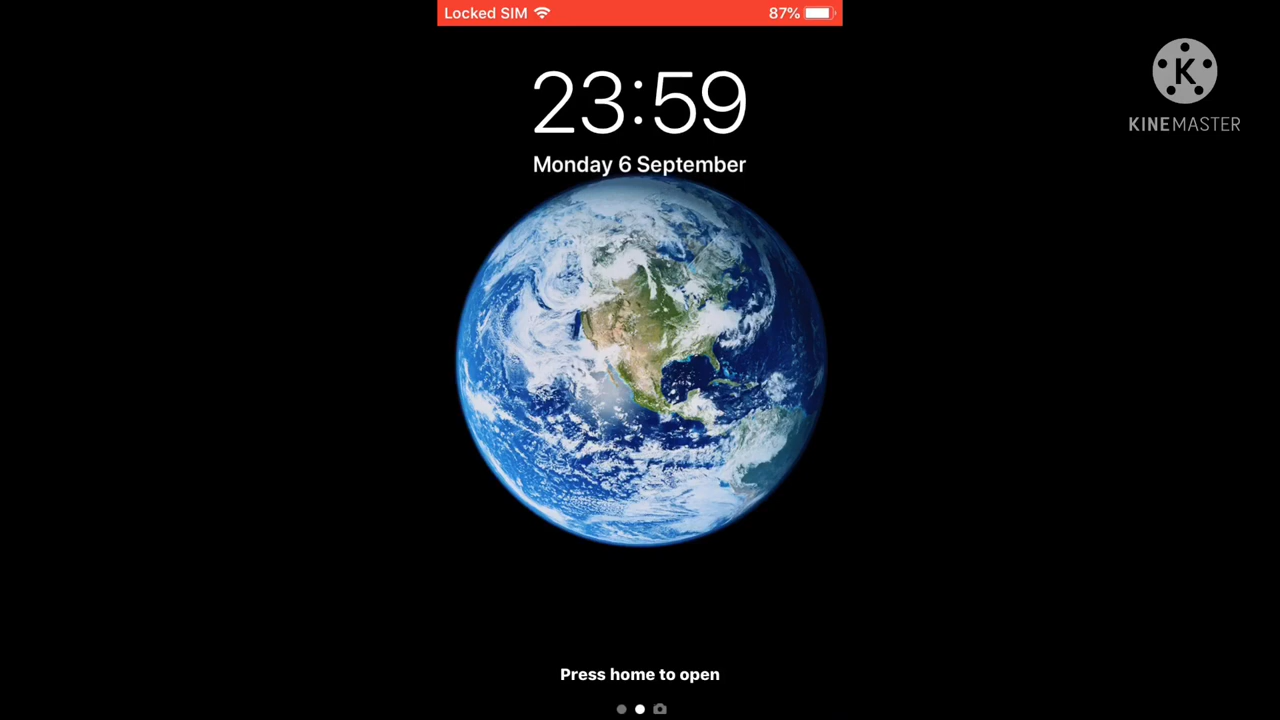 Locked SIM 87%
KINEMASTER
23:59
Monday 6 September
Press home to open